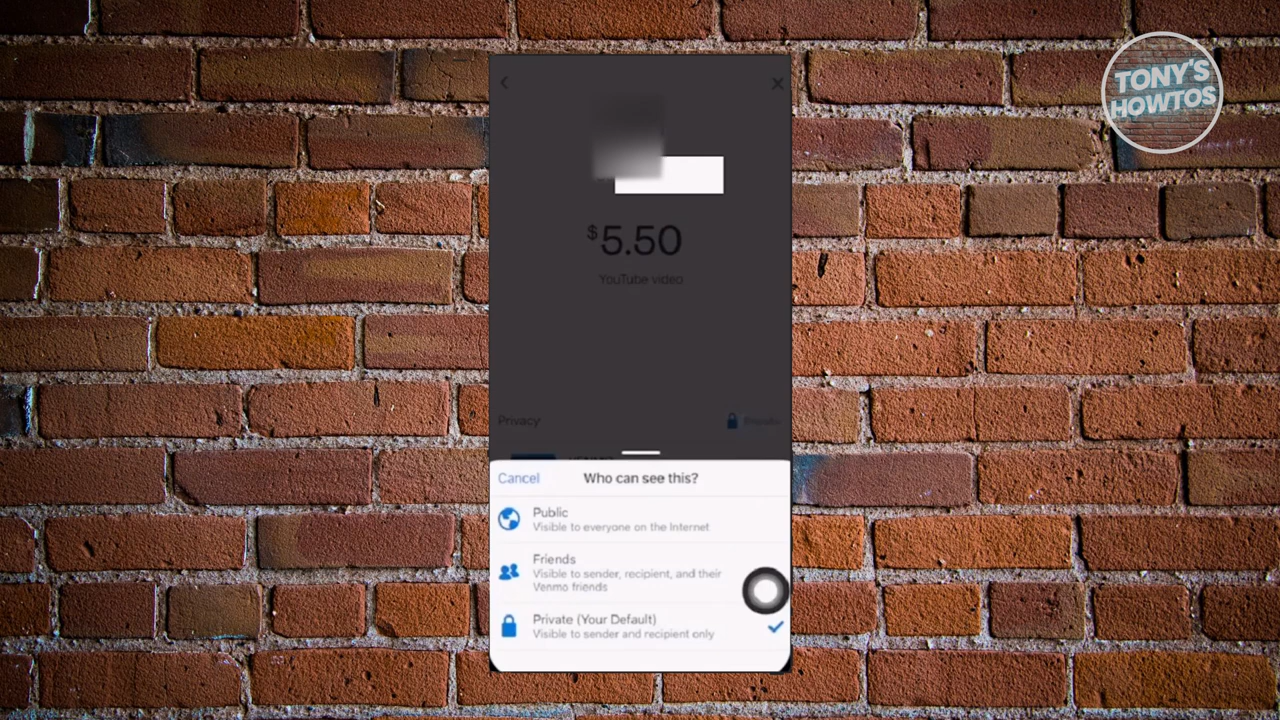 TONY'S
HOWTOS
$5.50
YouTube video
Privacy
Cancel
Who can see this?
Public
Visible to everyone on the Internet
Friends
Visible to sender, recipient, and their
Venmo friends
Private (Your Default)
Visible to sender and recipient only